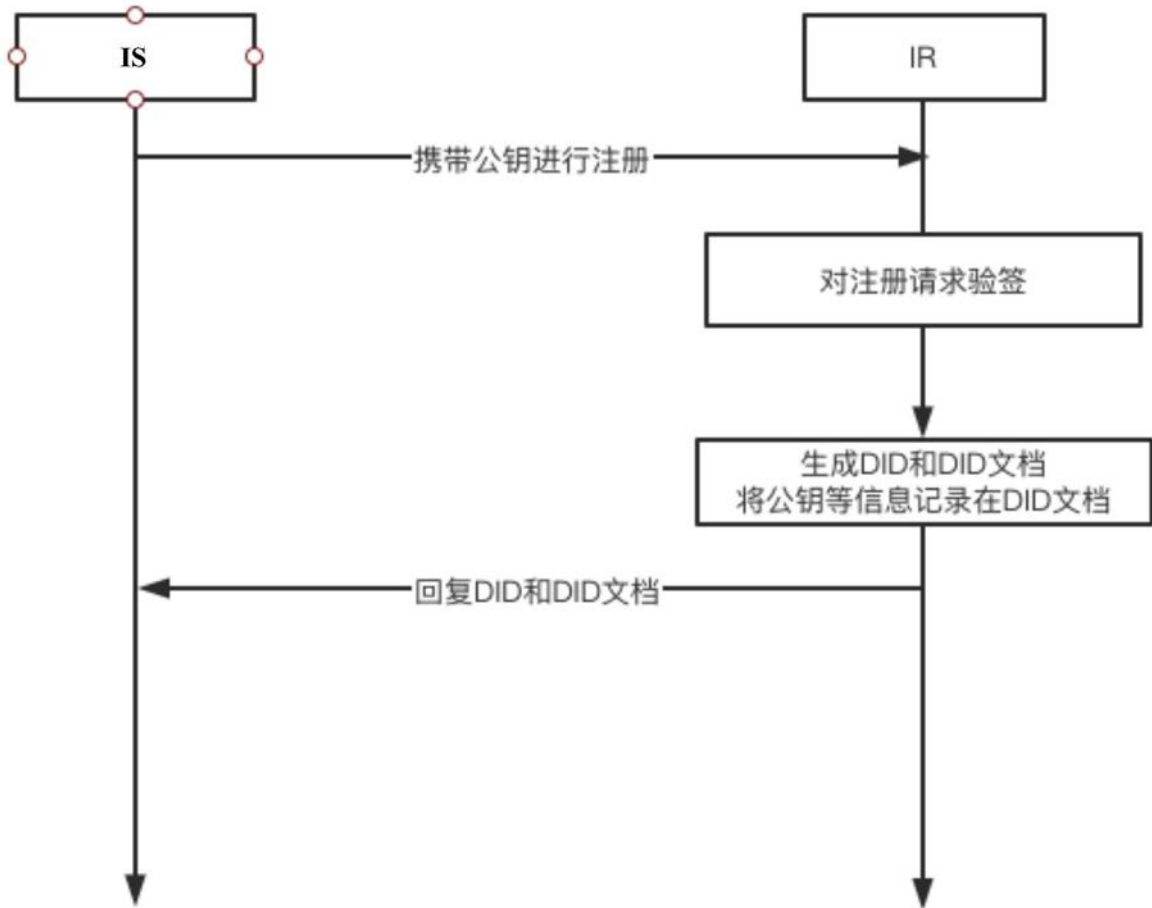 IS
IR
携带公钥进行注册
对注册请求验签
生成DID和DID文档
将公钥等信息记录在DID文档
回复DID和DID文档